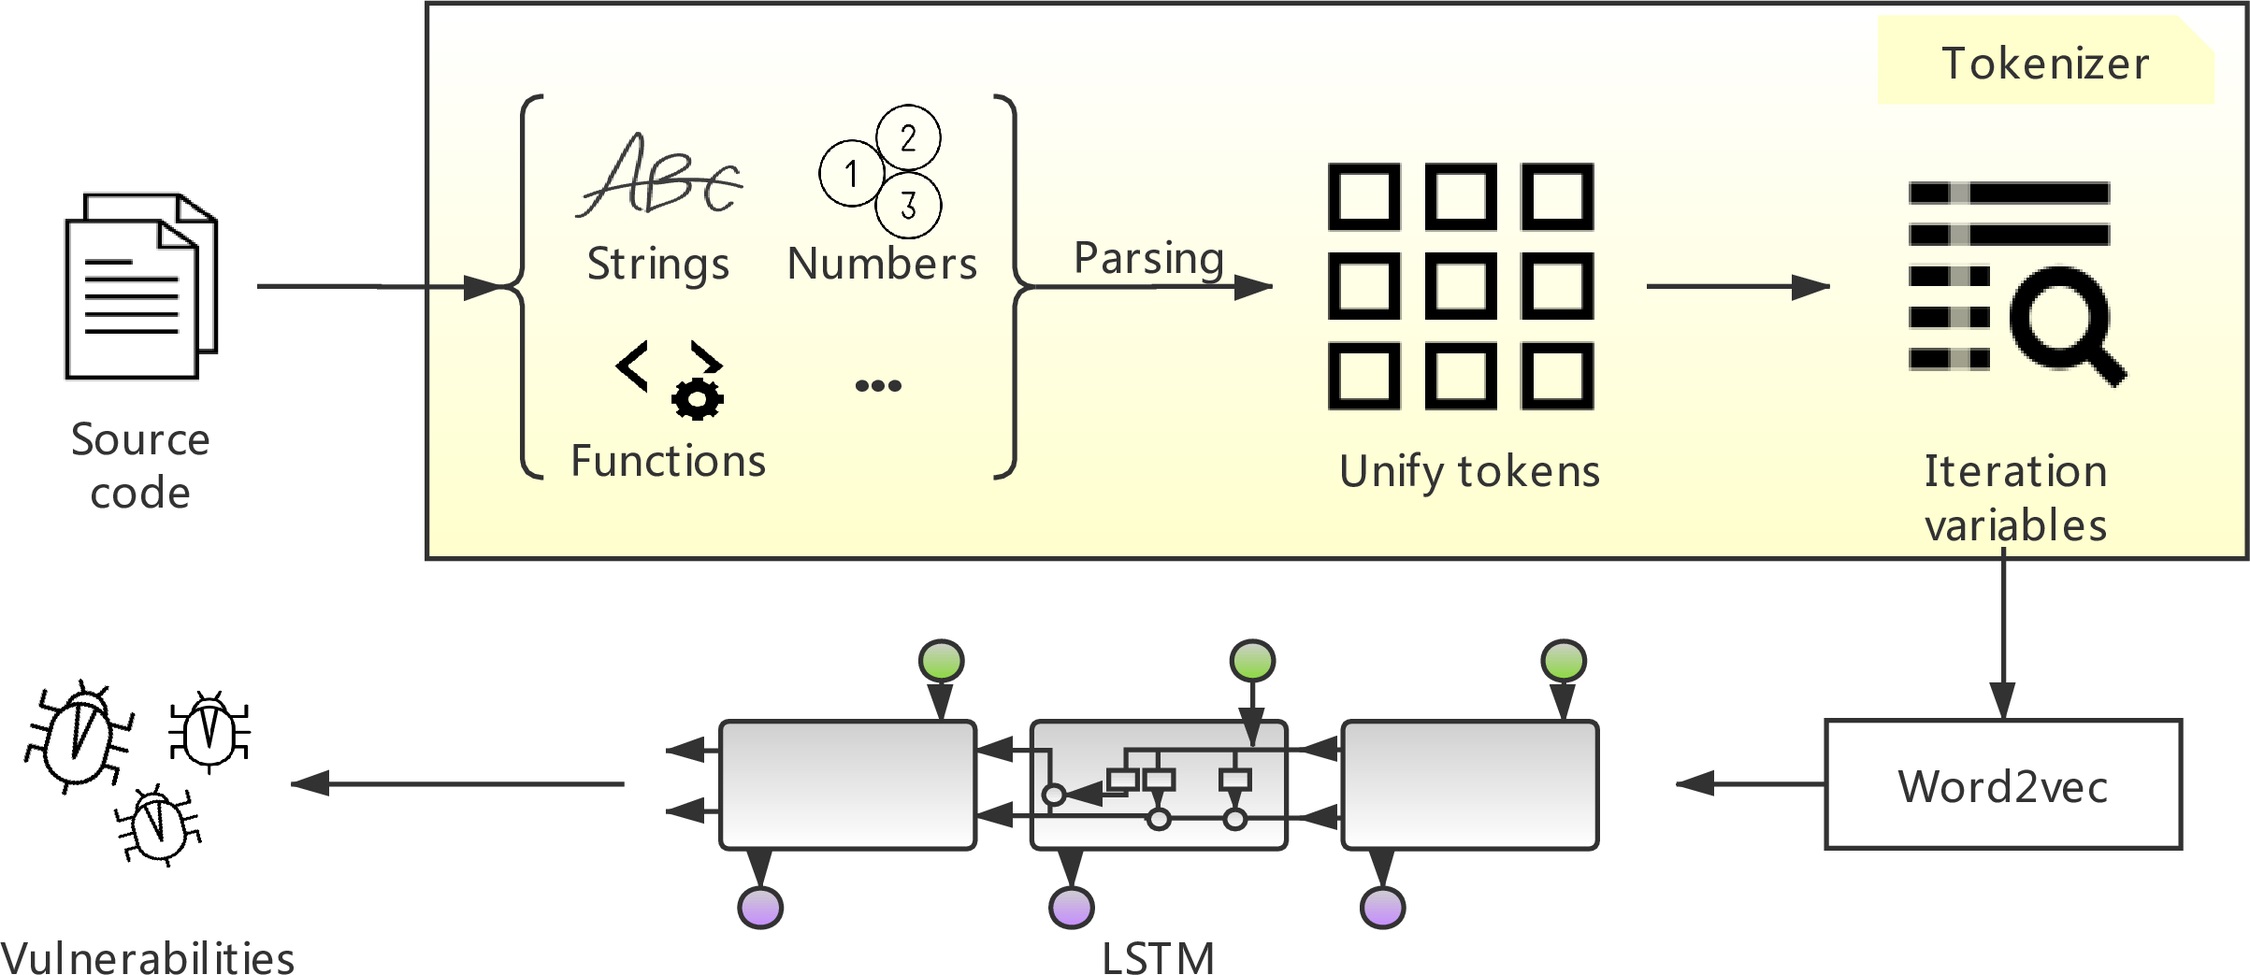 Tokenizer
ABC
1
2
3
Strings
Numbers
Parsing
Functions
...
Source
code
Unify tokens
Iteration
variables
Word2vec
Vulnerabilities
LSTM